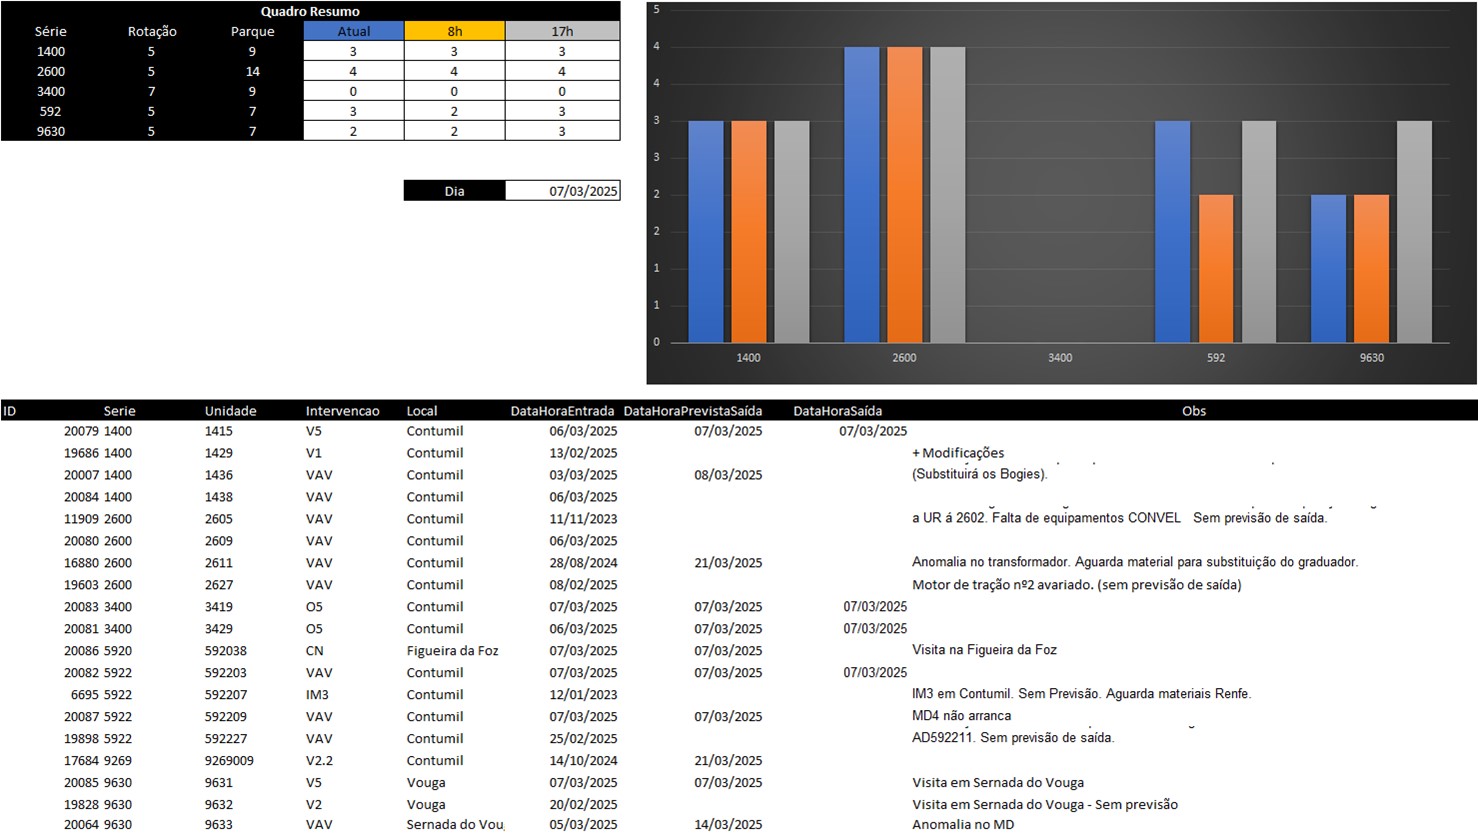 Quadro Resumo
Série Rotação Parque Atual 8h 17h
1400 5 9 3 3 3
2600 5 14 4 4 4
3400 7 9 0 0 0
592 5 7 3 2 3
9630 5 7 2 2 3
Dia 07/03/2025
5
4
4
3
3
2
2
1
1
0
1400 2600 3400 592 9630
ID Serie Unidade Intervencao Local DataHoraEntrada DataHoraPrevistaSaída DataHoraSaída Obs
20079 1400 1415 V5 Contumil 06/03/2025 07/03/2025 07/03/2025
19686 1400 1429 V1 Contumil 13/02/2025 + Modificações
20007 1400 1436 VAV Contumil 03/03/2025 08/03/2025 (Substituirá os Bogies).
20084 1400 1438 VAV Contumil 06/03/2025
11909 2600 2605 VAV Contumil 11/11/2023 a UR á 2602. Falta de equipamentos CONVEL Sem previsão de saída.
20080 2600 2609 VAV Contumil 06/03/2025
16880 2600 2611 VAV Contumil 28/08/2024 21/03/2025 Anomalia no transformador. Aguarda material para substituição do graduador.
19603 2600 2627 VAV Contumil 08/02/2025 Motor de tração nº2 avariado. (sem previsão de saída)
20083 3400 3419 O5 Contumil 07/03/2025 07/03/2025 07/03/2025
20081 3400 3429 O5 Contumil 06/03/2025 07/03/2025 07/03/2025
20086 5920 592038 CN Figueira da Foz 07/03/2025 07/03/2025 Visita na Figueira da Foz
20082 5922 592203 VAV Contumil 07/03/2025 07/03/2025 07/03/2025
6695 5922 592207 IM3 Contumil 12/01/2023 IM3 em Contumil. Sem Previsão. Aguarda materiais Renfe.
20087 5922 592209 VAV Contumil 07/03/2025 07/03/2025 MD4 não arranca
19898 5922 592227 VAV Contumil 25/02/2025 AD592211. Sem previsão de saída.
17684 9269 9269009 V2.2 Contumil 14/10/2024 21/03/2025
20085 9630 9631 V5 Vouga 07/03/2025 07/03/2025 Visita em Sernada do Vouga
19828 9630 9632 V2 Vouga 20/02/2025 Visita em Sernada do Vouga - Sem previsão
20064 9630 9633 VAV Sernada do Vou 05/03/2025 14/03/2025 Anomalia no MD